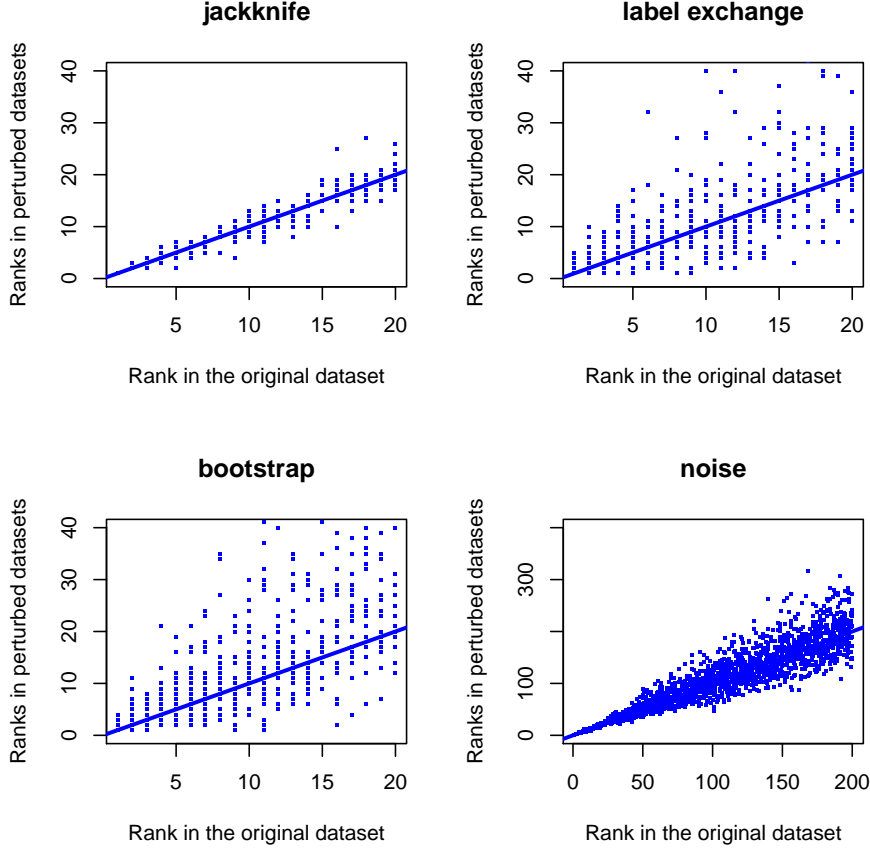 jackknife
label exchange
Ranks in perturbed datasets
0 10 20 30 40
5 10 15 20
Rank in the original dataset
Ranks in perturbed datasets
0 10 20 30 40
5 10 15 20
Rank in the original dataset
bootstrap
noise
Ranks in perturbed datasets
0 10 20 30 40
5 10 15 20
Rank in the original dataset
Ranks in perturbed datasets
0 100 300
0 50 100 150 200
Rank in the original dataset